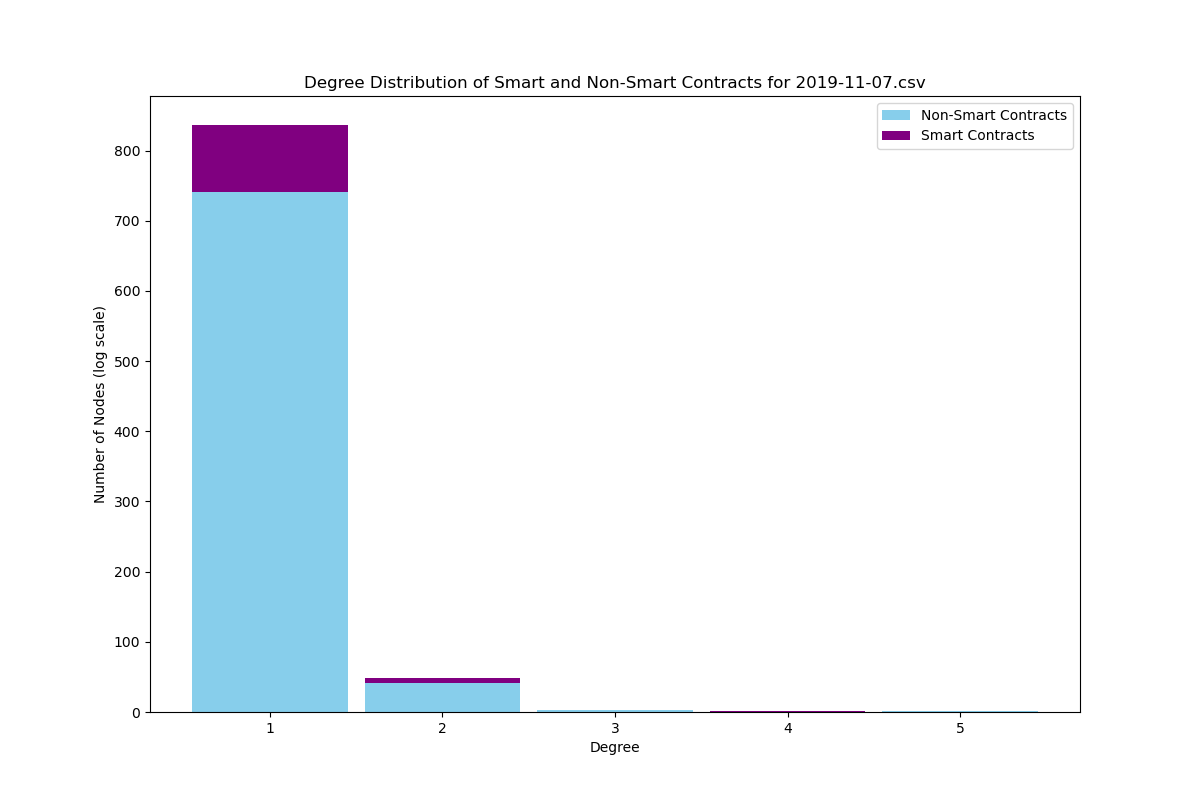 Degree Distribution of Smart and Non-Smart Contracts for 2019-11-07.csv
Non-Smart Contracts
Smart Contracts
800
700
600
500
400
300
200
100
0
Number of Nodes (log scale)
1 2 3 4 5
Degree